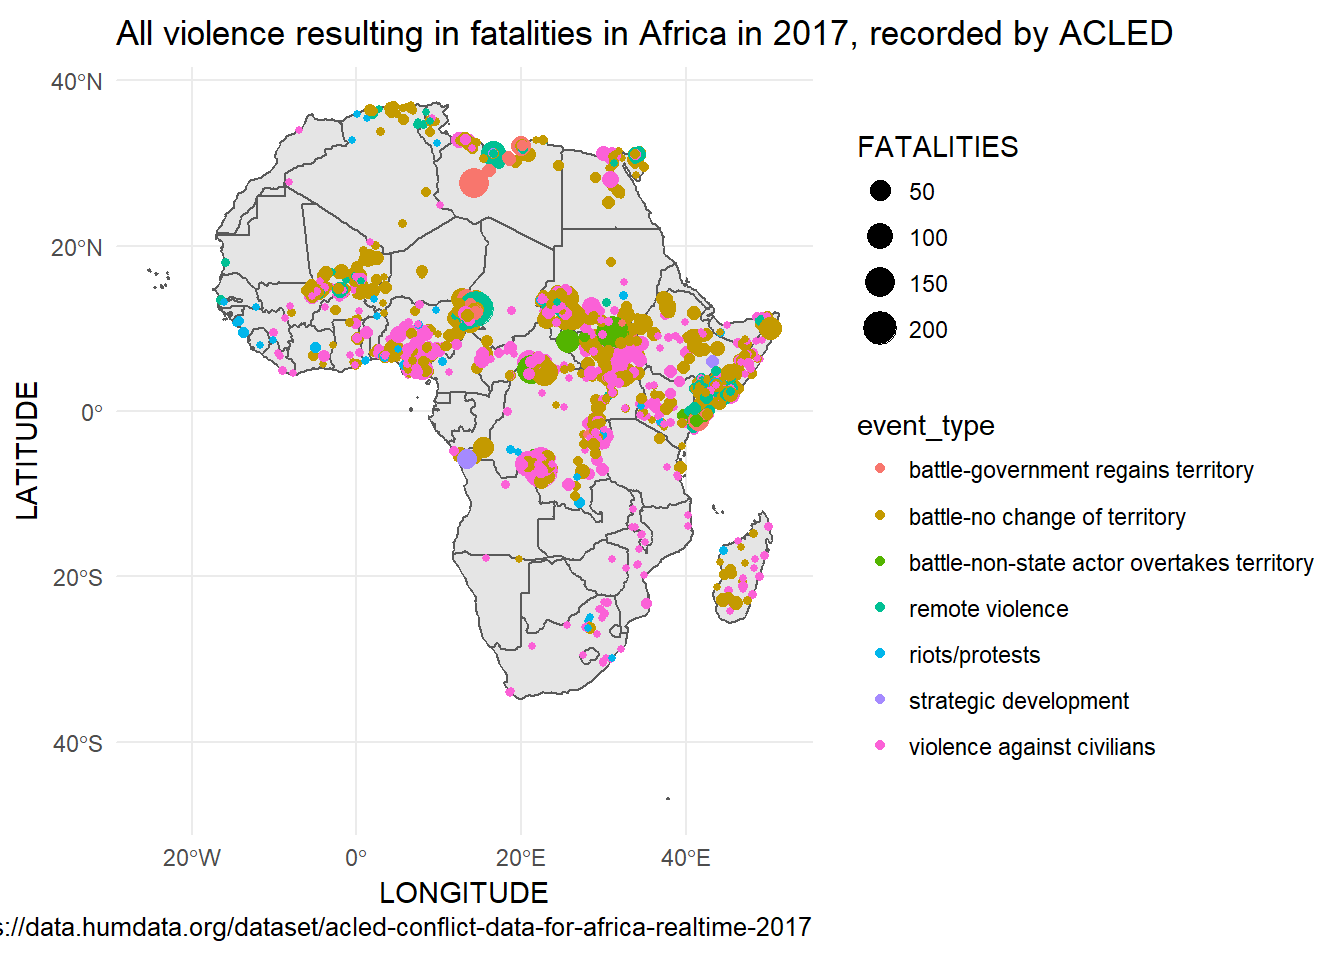 All violence resulting in fatalities in Africa in 2017, recorded by ACLED
40°N
20°N
0°
20°S
40°S
LATITUDE
20°W
0°
20°E
40°E
LONGITUDE
s://data.humdata.org/dataset/acled-conflict-data-for-africa-realtime-2017
FATALITIES
50
100
150
200
event_type
battle-government regains territory
battle-no change of territory
battle-non-state actor overtakes territory
remote violence
riots/protests
strategic development
violence against civilians